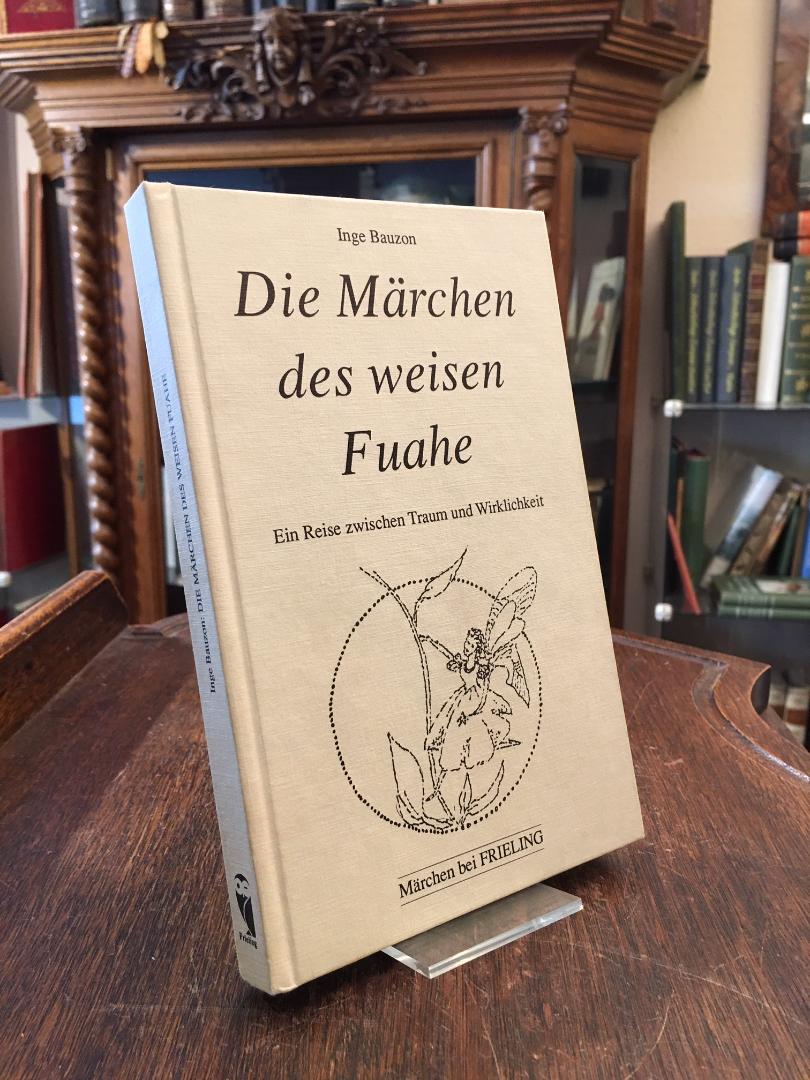 Inge Bauzon
Die Märchen
des weisen
Fuahe
Ein Reise zwischen Traum und Wirklichkeit
Märchen bei FRIELING
Inge Bauzon: DIE MÄRCHEN DES WEISEN FUAHE
Frieling